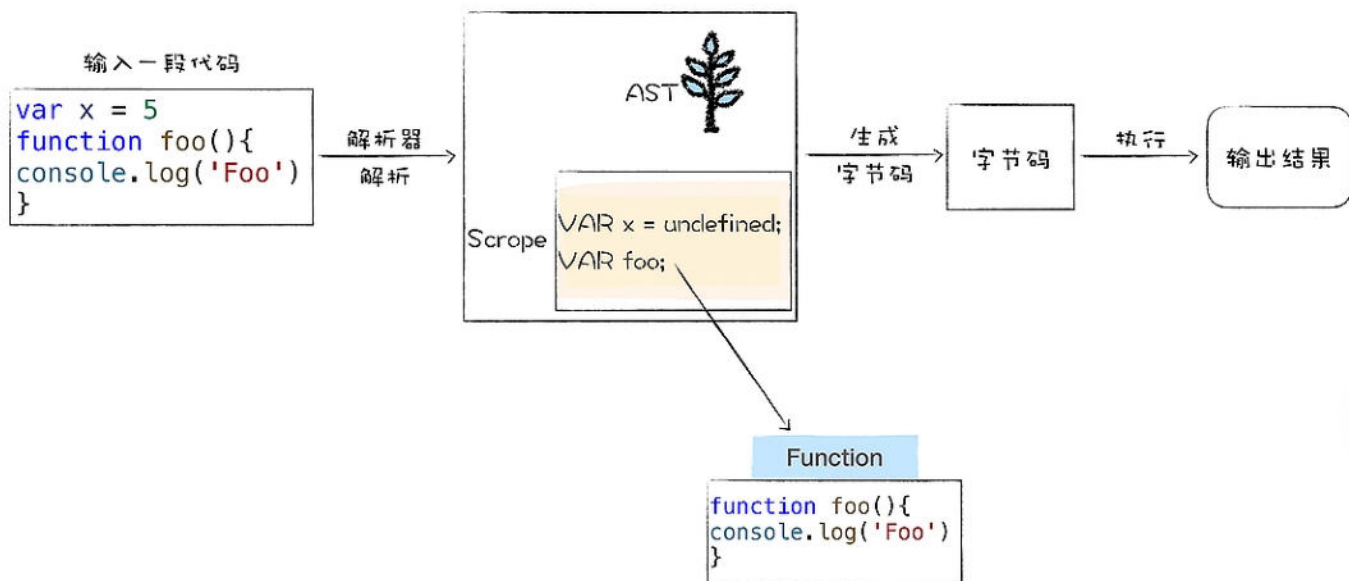 输入一段代码
var x = 5
function foo(){
console.log('Foo')
}
解析器
解析
AST
Scrope
VAR x = undefined;
VAR foo;
生成
字节码
字节码
执行
输出结果
Function
function foo(){
console.log('Foo')
}